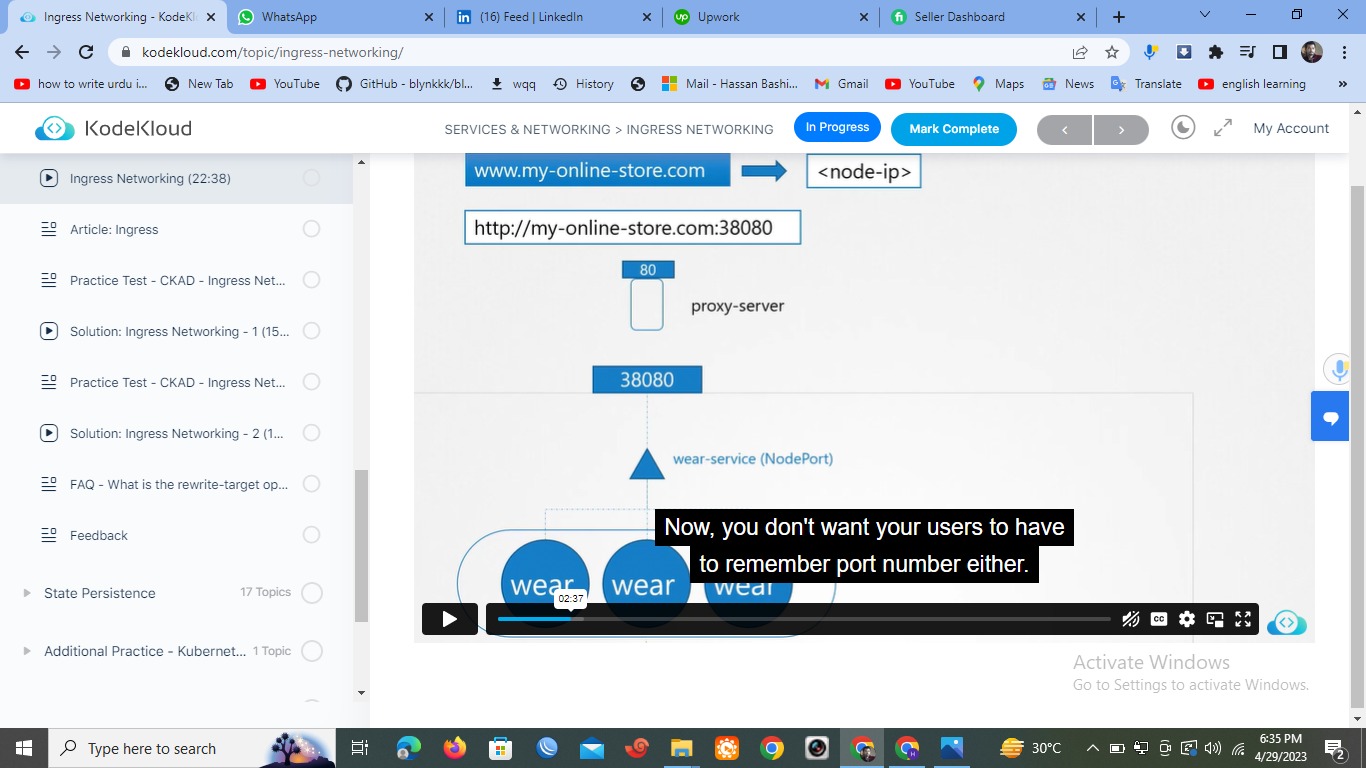 Ingress Networking - KodeKl
WhatsApp
(16) Feed | LinkedIn
Upwork
Seller Dashboard
kodekloud.com/topic/ingress-networking/
how to write urdu i...
New Tab
YouTube
GitHub - blynkkk/bl...
wqq
History
Mail - Hassan Bashi...
Gmail
YouTube
Maps
News
Translate
english learning
KodeKloud
SERVICES & NETWORKING > INGRESS NETWORKING
In Progress
Mark Complete
My Account
Ingress Networking (22:38)
Article: Ingress
Practice Test - CKAD - Ingress Net...
Solution: Ingress Networking - 1 (15...
Practice Test - CKAD - Ingress Net...
Solution: Ingress Networking - 2 (1...
FAQ - What is the rewrite-target op...
Feedback
State Persistence
17 Topics
Additional Practice - Kubernet...
1 Topic
www.my-online-store.com
<node-ip>
http://my-online-store.com:38080
80
proxy-server
38080
wear-service (NodePort)
Now, you don't want your users to have
to remember port number either.
wear
wear
wear
02:37
CC
Activate Windows
Go to Settings to activate Windows.
Type here to search
30°C
6:35 PM
4/29/2023
2